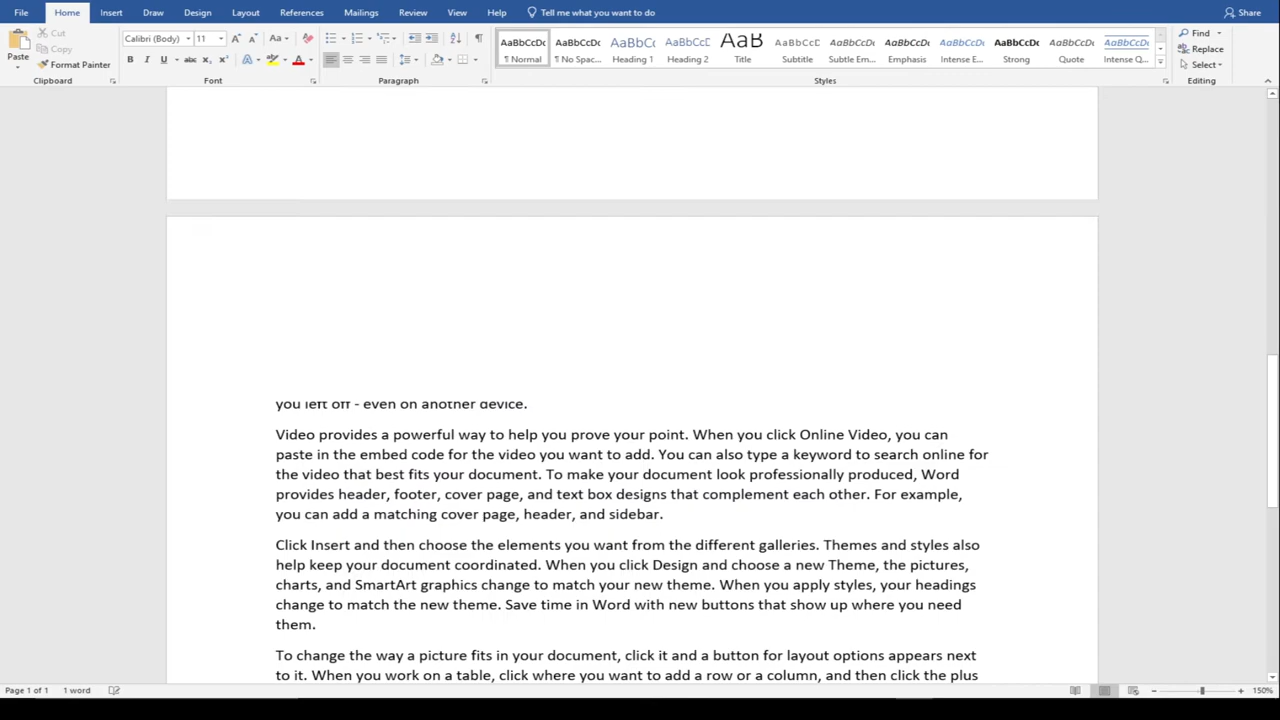 File Home Insert Draw Design Layout References Mailings Review View Help Tell me what you want to do Share
Paste Cut Copy Format Painter
Calibri (Body) 11
AaBbCcDc AaBbCcDc AaBbCc AaBbCcD AaB AaBbCcD AaBbCcDc AaBbCcDc AaBbCcDc AaBbCcDc AaBbCcDc AaBbCcDc
¶ Normal ¶ No Spac... Heading 1 Heading 2 Title Subtitle Subtle Em... Emphasis Intense E... Strong Quote Intense Q...
Find
Replace
Select
Clipboard Font Paragraph Styles Editing
you left off - even on another device.
Video provides a powerful way to help you prove your point. When you click Online Video, you can
paste in the embed code for the video you want to add. You can also type a keyword to search online for
the video that best fits your document. To make your document look professionally produced, Word
provides header, footer, cover page, and text box designs that complement each other. For example,
you can add a matching cover page, header, and sidebar.
Click Insert and then choose the elements you want from the different galleries. Themes and styles also
help keep your document coordinated. When you click Design and choose a new Theme, the pictures,
charts, and SmartArt graphics change to match your new theme. When you apply styles, your headings
change to match the new theme. Save time in Word with new buttons that show up where you need
them.
To change the way a picture fits in your document, click it and a button for layout options appears next
to it. When you work on a table, click where you want to add a row or a column, and then click the plus
Page 1 of 1 1 word 150%